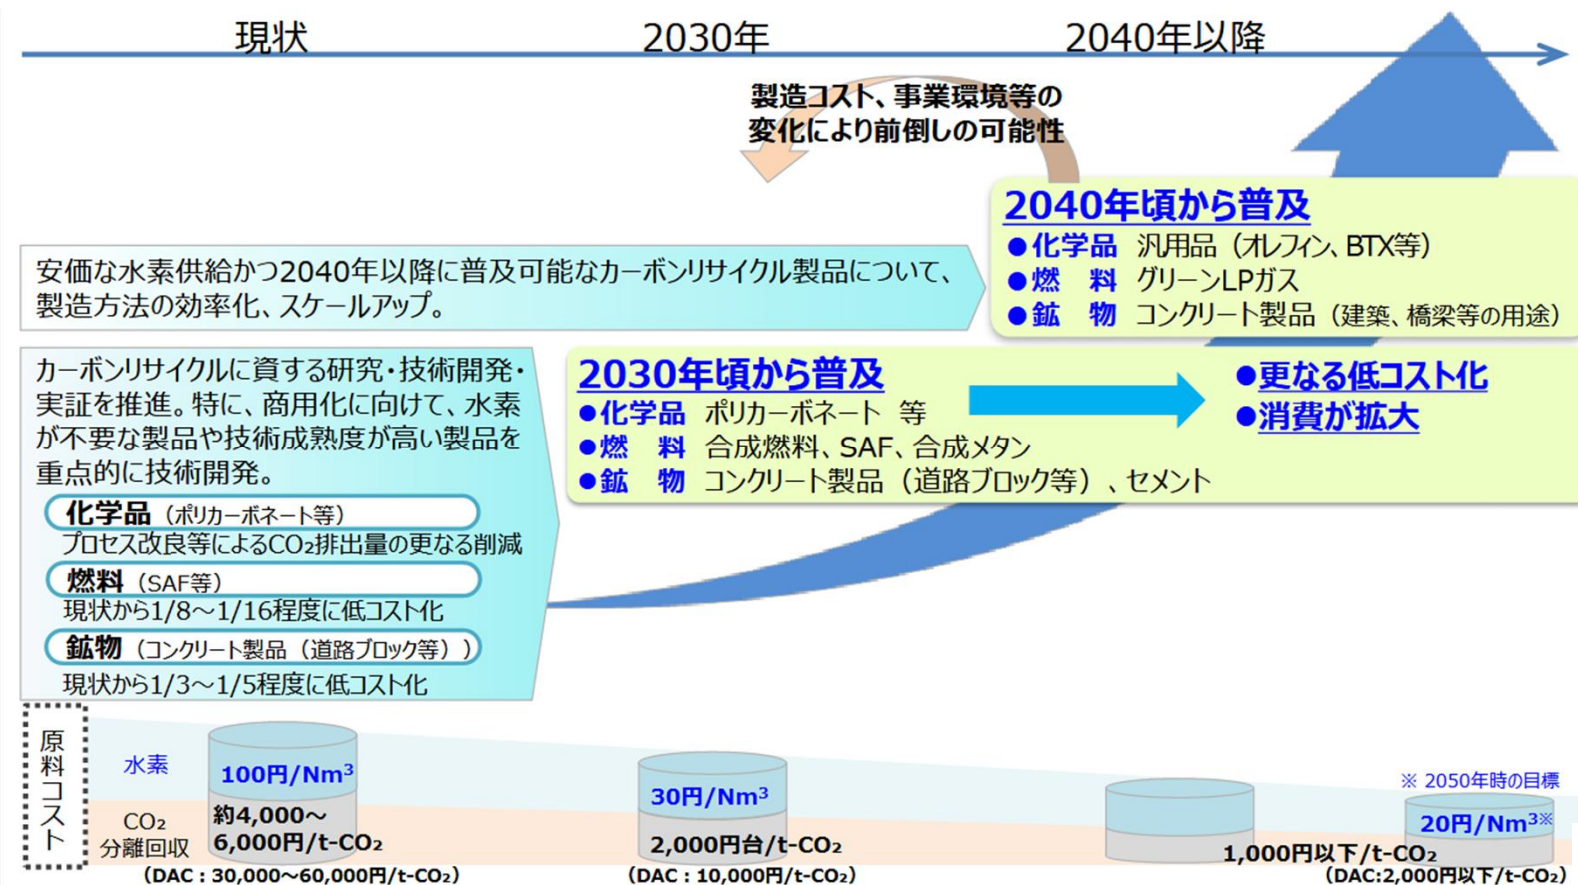 現状
2030年
2040年以降
製造コスト、事業環境等の
変化により前倒しの可能性
2040年頃から普及
●化学品 汎用品（オレフィン、BTX等）
●燃　料 グリーンLPガス
●鉱　物 コンクリート製品（建築、橋梁等の用途）
安価な水素供給かつ2040年以降に普及可能なカーボンリサイクル製品について、
製造方法の効率化、スケールアップ。
カーボンリサイクルに資する研究・技術開発・
実証を推進。特に、商用化に向けて、水素
が不要な製品や技術成熟度が高い製品を
重点的に技術開発。
化学品（ポリカーボネート等）
プロセス改良等によるCO₂排出量の更なる削減
燃料（SAF等）
現状から1/8～1/16程度に低コスト化
鉱物（コンクリート製品（道路ブロック等））
現状から1/3～1/5程度に低コスト化
2030年頃から普及
●化学品 ポリカーボネート 等
●燃　料 合成燃料、SAF、合成メタン
●鉱　物 コンクリート製品（道路ブロック等）、セメント
●更なる低コスト化
●消費が拡大
原料コスト
水素
100円/Nm³
30円/Nm³
※ 2050年時の目標
20円/Nm³※
CO₂
分離回収
約4,000～
6,000円/t-CO₂
2,000円台/t-CO₂
1,000円以下/t-CO₂
（DAC：30,000～60,000円/t-CO₂）
（DAC：10,000円/t-CO₂）
（DAC:2,000円以下/t-CO₂）